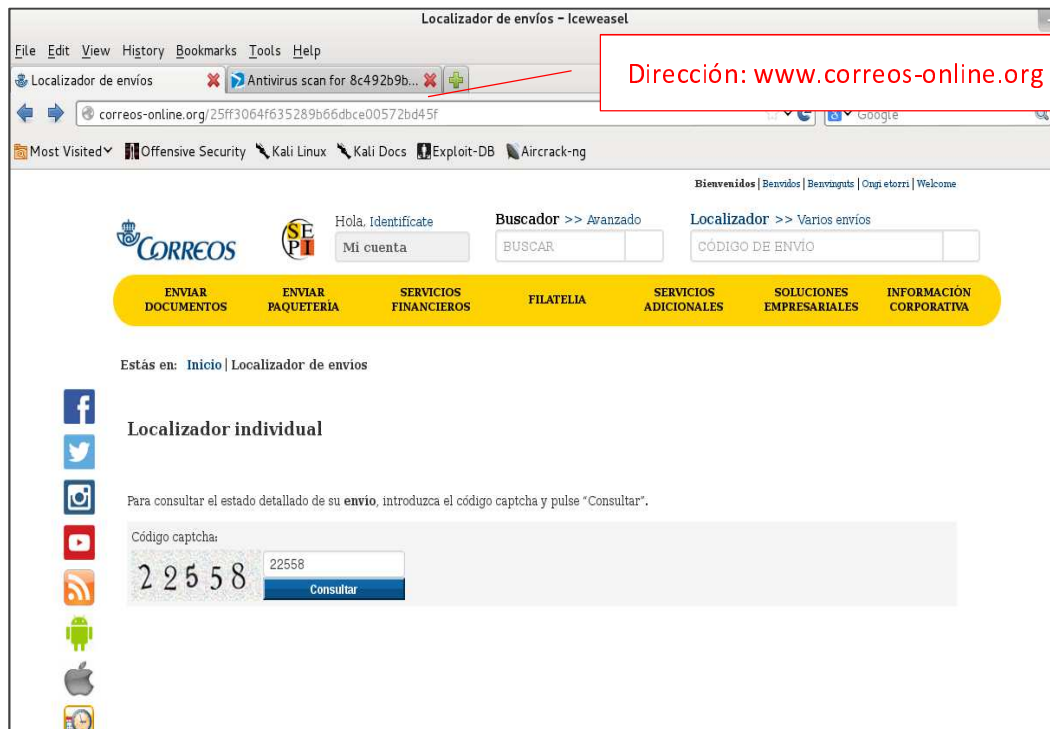 Localizador de envíos - Iceweasel
File Edit View History Bookmarks Tools Help
Dirección: www.correos-online.org
Localizador de envíos
Antivirus scan for 8c492b9b...
correos-online.org/25ff3064f635289b66dbce00572bd45f
Google
Most Visited Offensive Security Kali Linux Kali Docs Exploit-DB Aircrack-ng
Bienvenidos | Benvidos | Benvinguts | Ongi etorri | Welcome
CORREOS
SEPI
Hola, Identifícate
Mi cuenta
Buscador >> Avanzado
BUSCAR
Localizador >> Varios envíos
CÓDIGO DE ENVÍO
ENVIAR DOCUMENTOS
ENVIAR PAQUETERÍA
SERVICIOS FINANCIEROS
FILATELIA
SERVICIOS ADICIONALES
SOLUCIONES EMPRESARIALES
INFORMACIÓN CORPORATIVA
Estás en: Inicio | Localizador de envíos
Localizador individual
Para consultar el estado detallado de su envío, introduzca el código captcha y pulse "Consultar".
Código captcha:
22558
22558
Consultar